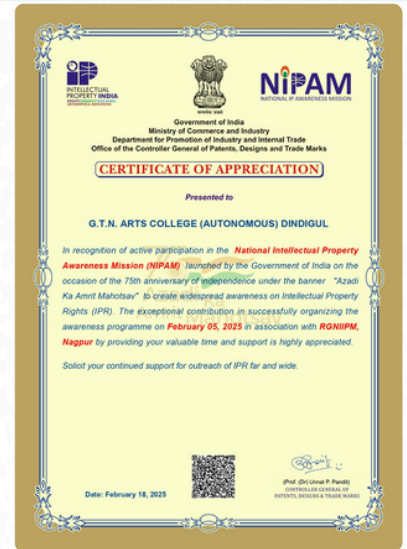 INTELLECTUAL
PROPERTY INDIA
NIPAM
NATIONAL IP AWARENESS MISSION
Government of India
Ministry of Commerce and Industry
Department for Promotion of Industry and Internal Trade
Office of the Controller General of Patents, Designs and Trade Marks
CERTIFICATE OF APPRECIATION
Presented to
G.T.N. ARTS COLLEGE (AUTONOMOUS) DINDIGUL
In recognition of active participation in the National Intellectual Property
Awareness Mission (NIPAM) launched by the Government of India on the
occasion of the 75th anniversary of independence under the banner "Azadi
Ka Amrit Mahotsav" to create widespread awareness on Intellectual Property
Rights (IPR). The exceptional contribution in successfully organizing the
awareness programme on February 05, 2025 in association with RGNIIPM,
Nagpur by providing your valuable time and support is highly appreciated.
Solicit your continued support for outreach of IPR far and wide.
(Prof. (Dr) Unnat P. Pandit)
CONTROLLER GENERAL OF
PATENTS, DESIGNS & TRADE MARKS
Date: February 18, 2025